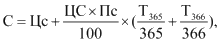 С = Цс + ЦС × Пс / 100 × (Т365 / 365 + Т366 / 366),